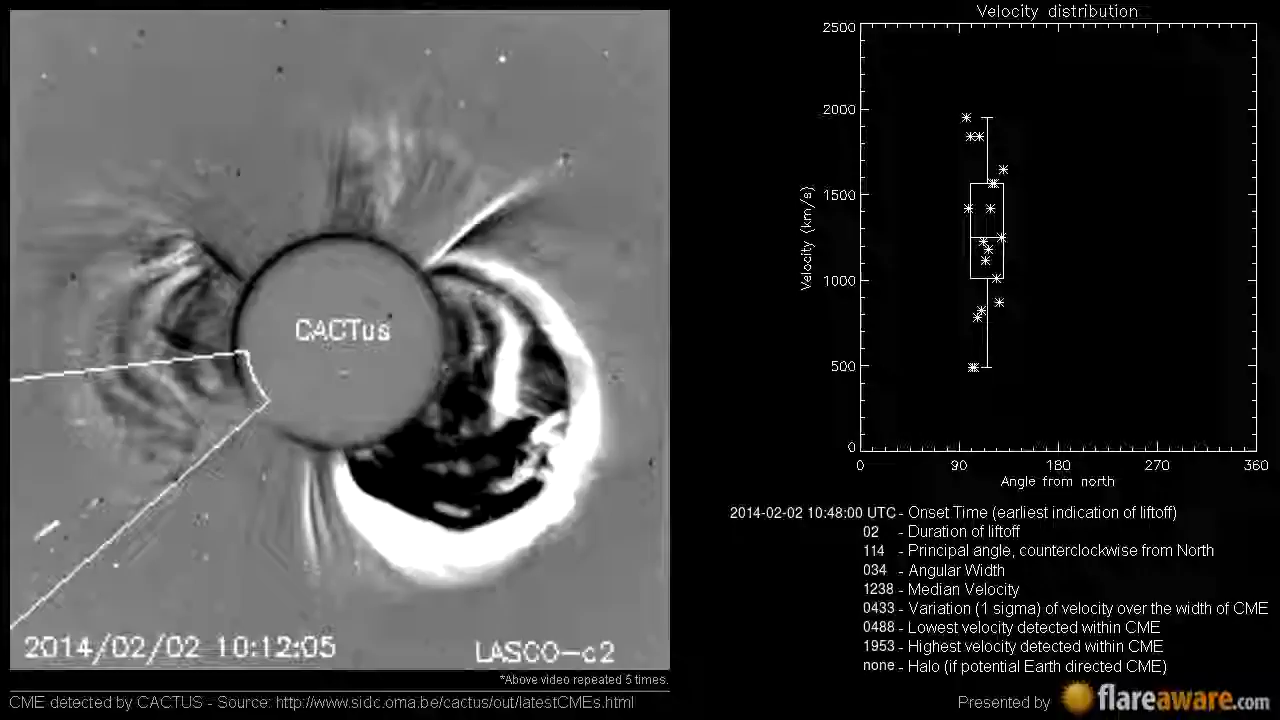 CACTus
2014/02/02 10:12:05
LASCO-c2
*Above video repeated 5 times.
CME detected by CACTUS - Source: http://www.sidc.oma.be/cactus/out/latestCMEs.html
Velocity distribution
Velocity (km/s)
2500
2000
1500
1000
500
0
0 90 180 270 360
Angle from north
2014-02-02 10:48:00 UTC - Onset Time (earliest indication of liftoff)
02 - Duration of liftoff
114 - Principal angle, counterclockwise from North
034 - Angular Width
1238 - Median Velocity
0433 - Variation (1 sigma) of velocity over the width of CME
0488 - Lowest velocity detected within CME
1953 - Highest velocity detected within CME
none - Halo (if potential Earth directed CME)
Presented by flareaware.com